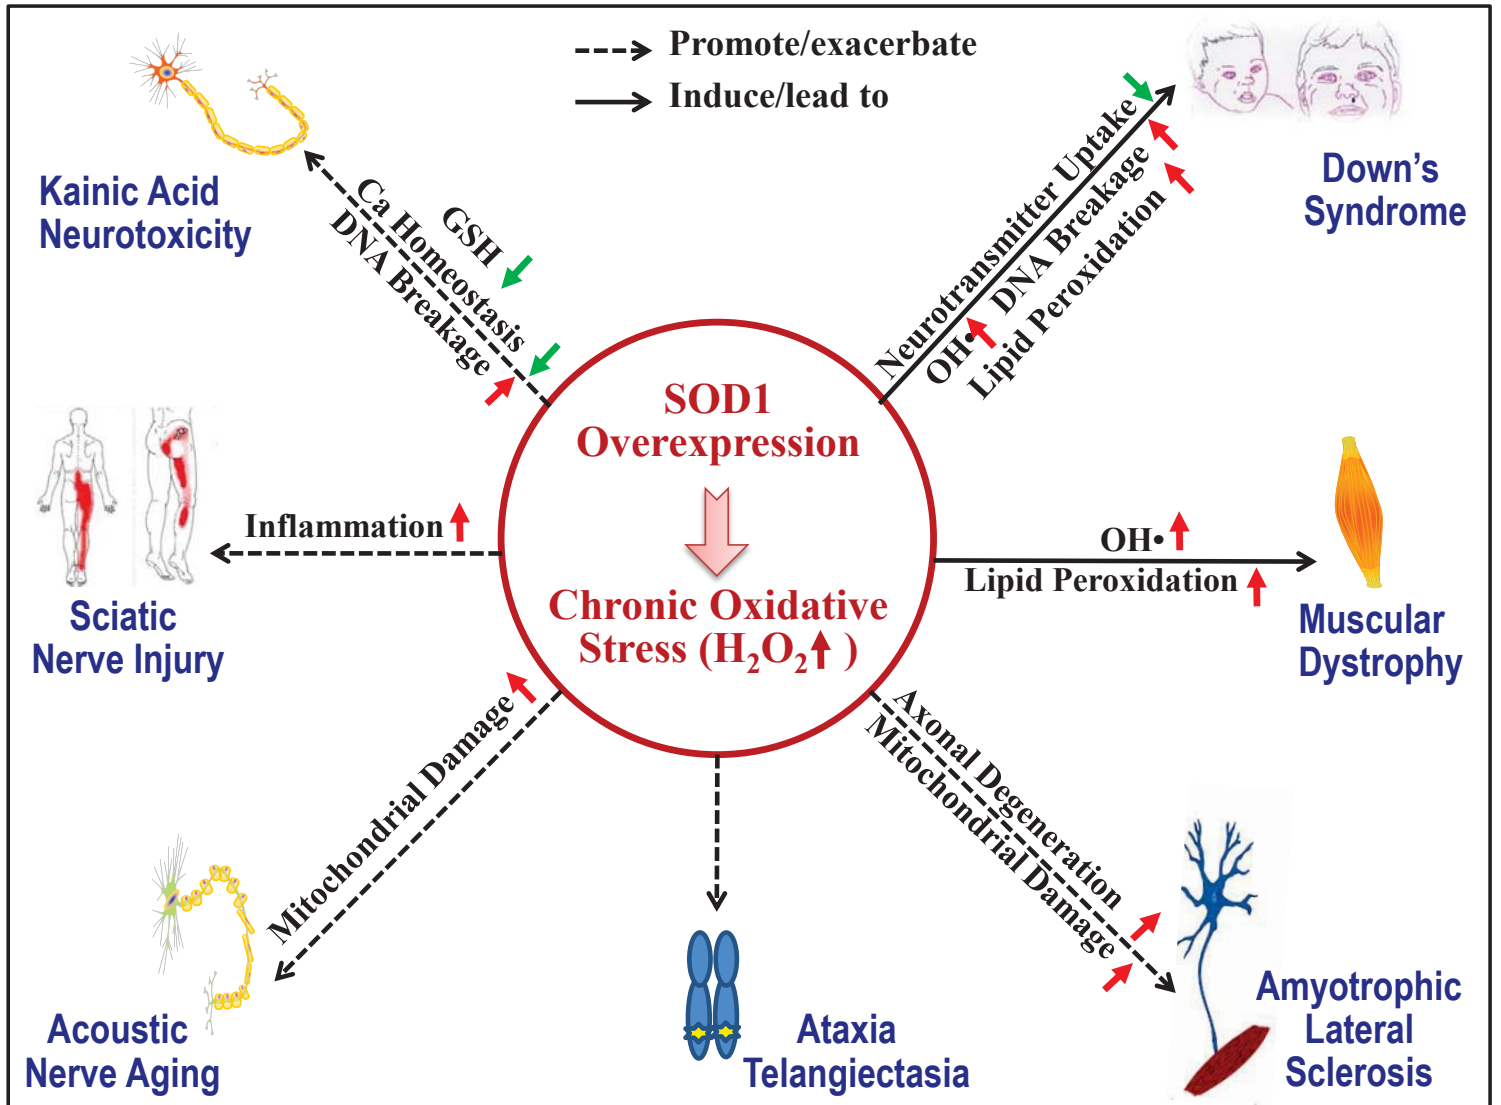 Promote/exacerbate
Induce/lead to
Kainic Acid
Neurotoxicity
GSH
Ca Homeostasis
DNA Breakage
Neurotransmitter Uptake
OH• DNA Breakage
Lipid Peroxidation
Down's
Syndrome
SOD1
Overexpression
Chronic Oxidative
Stress (H₂O₂ )
Inflammation
Sciatic
Nerve Injury
OH•
Lipid Peroxidation
Muscular
Dystrophy
Mitochondrial Damage
Acoustic
Nerve Aging
Ataxia
Telangiectasia
Axonal Degeneration
Mitochondrial Damage
Amyotrophic
Lateral
Sclerosis